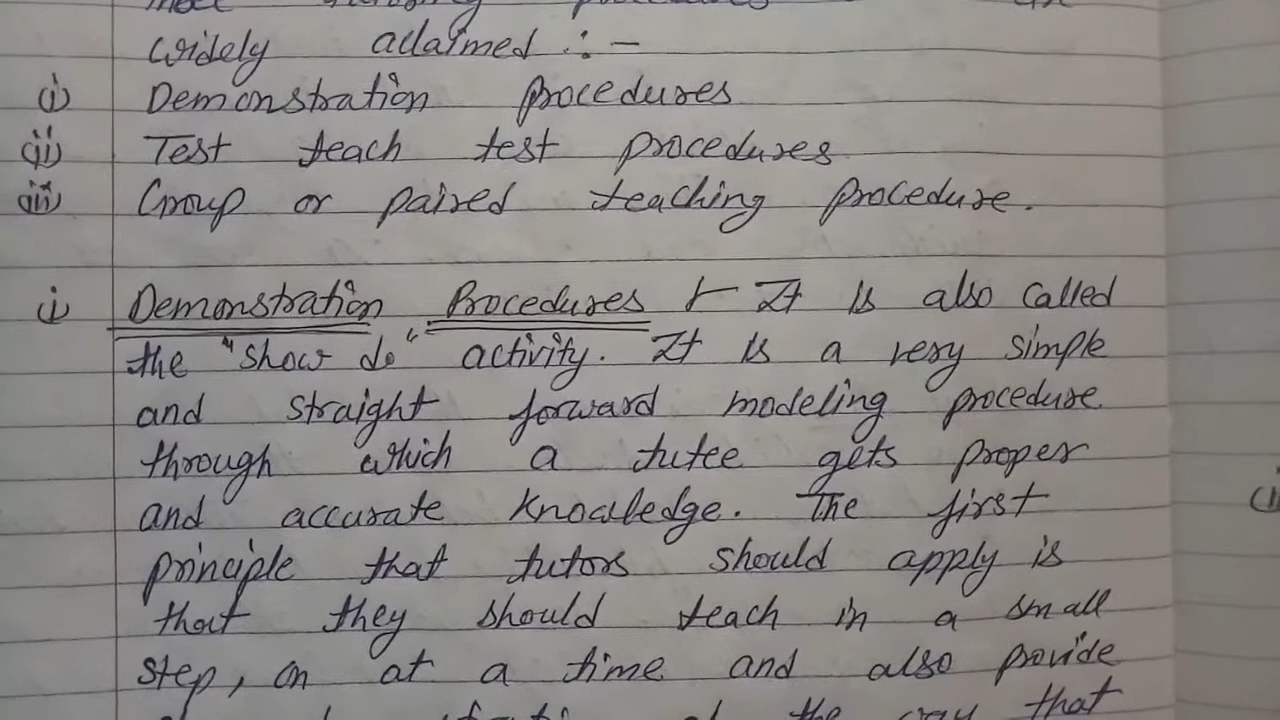 widely acclaimed :-
(i) Demonstration procedures
(ii) Test teach test procedures
(iii) Group or paired teaching procedure.
i) Demonstration Procedures :- It is also called
the "show do" activity. It is a very simple
and straight forward modeling procedure
through which a tutee gets proper
and accurate knowledge. The first
principle that tutors should apply is
that they should teach in a small
step, on at a time and also provide
the way that